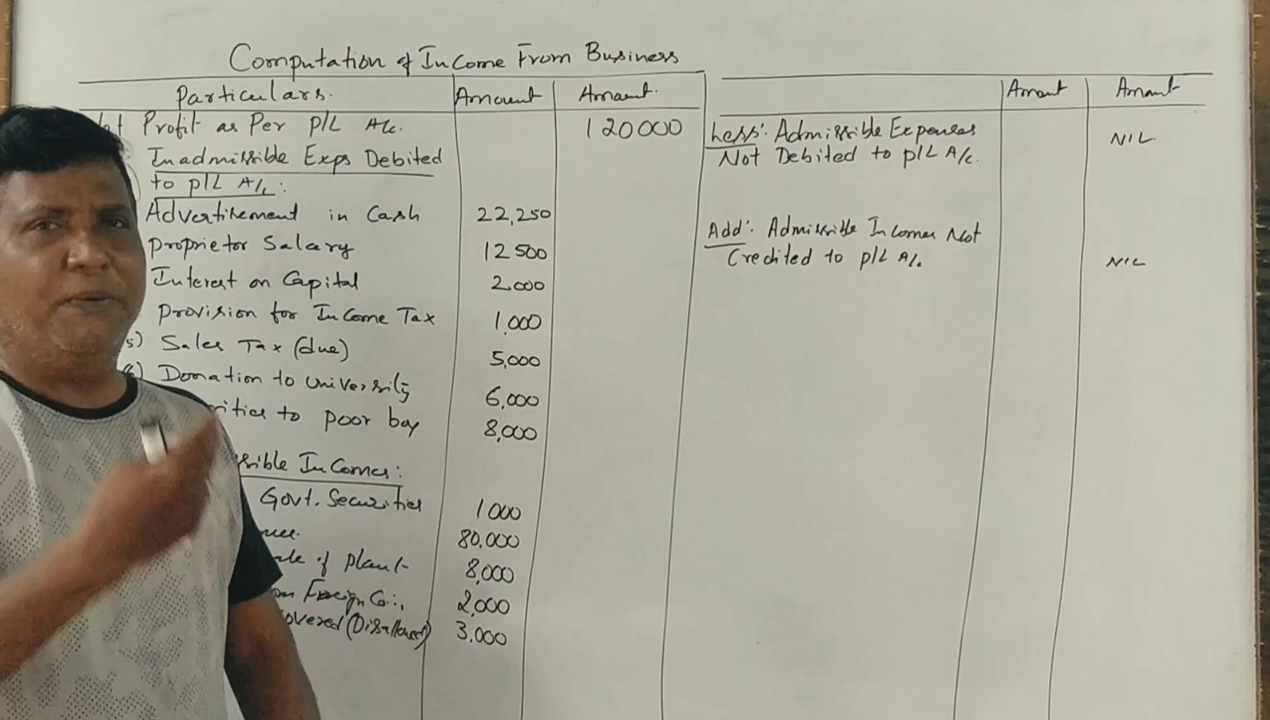 Computation of Income From Business
Particulars. Amount Amount.
Profit as Per P/L A/c. 120000
Inadmissible Exps Debited
to P/L A/c:
Advertisement in Cash 22,250
Proprietor Salary 12500
Interest on Capital 2,000
Provision for Income Tax 1,000
5) Sales Tax (due) 5,000
6) Donation to University 6,000
to poor boy 8,000
Incomes:
Govt. Securities 1000
80,000
of Plant 8,000
Foreign Co., 2,000
(Disallowed) 3,000
Amount Amount
Less: Admissible Expenses
Not Debited to P/L A/c. NIL
Add: Admissible Incomes Not
Credited to P/L A/c. NIL